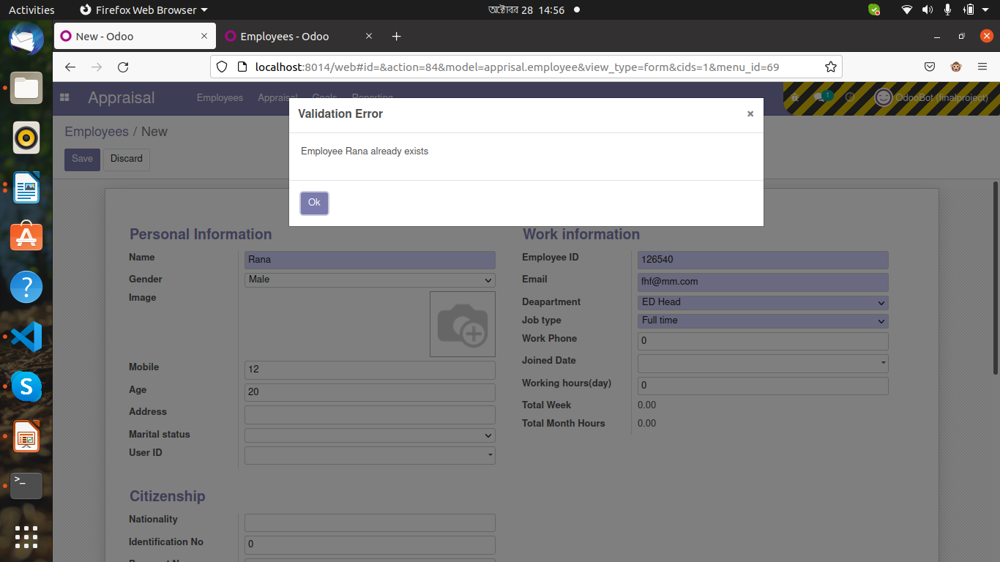 Activities
Firefox Web Browser
অক্টোবর 28 14:56
New - Odoo
Employees - Odoo
localhost:8014/web#id=&action=84&model=apprisal.employee&view_type=form&cids=1&menu_id=69
Appraisal
Employees
Appraisal
Goals
Reporting
1
OdooBot (finalproject)
Employees / New
Save
Discard
Validation Error
×
Employee Rana already exists
Ok
Personal Information
Name
Rana
Gender
Male
Image
Mobile
12
Age
20
Address
Marital status
User ID
Work information
Employee ID
126540
Email
fhf@mm.com
Deapartment
ED Head
Job type
Full time
Work Phone
0
Joined Date
Working hours(day)
0
Total Week
0.00
Total Month Hours
0.00
Citizenship
Nationality
Identification No
0